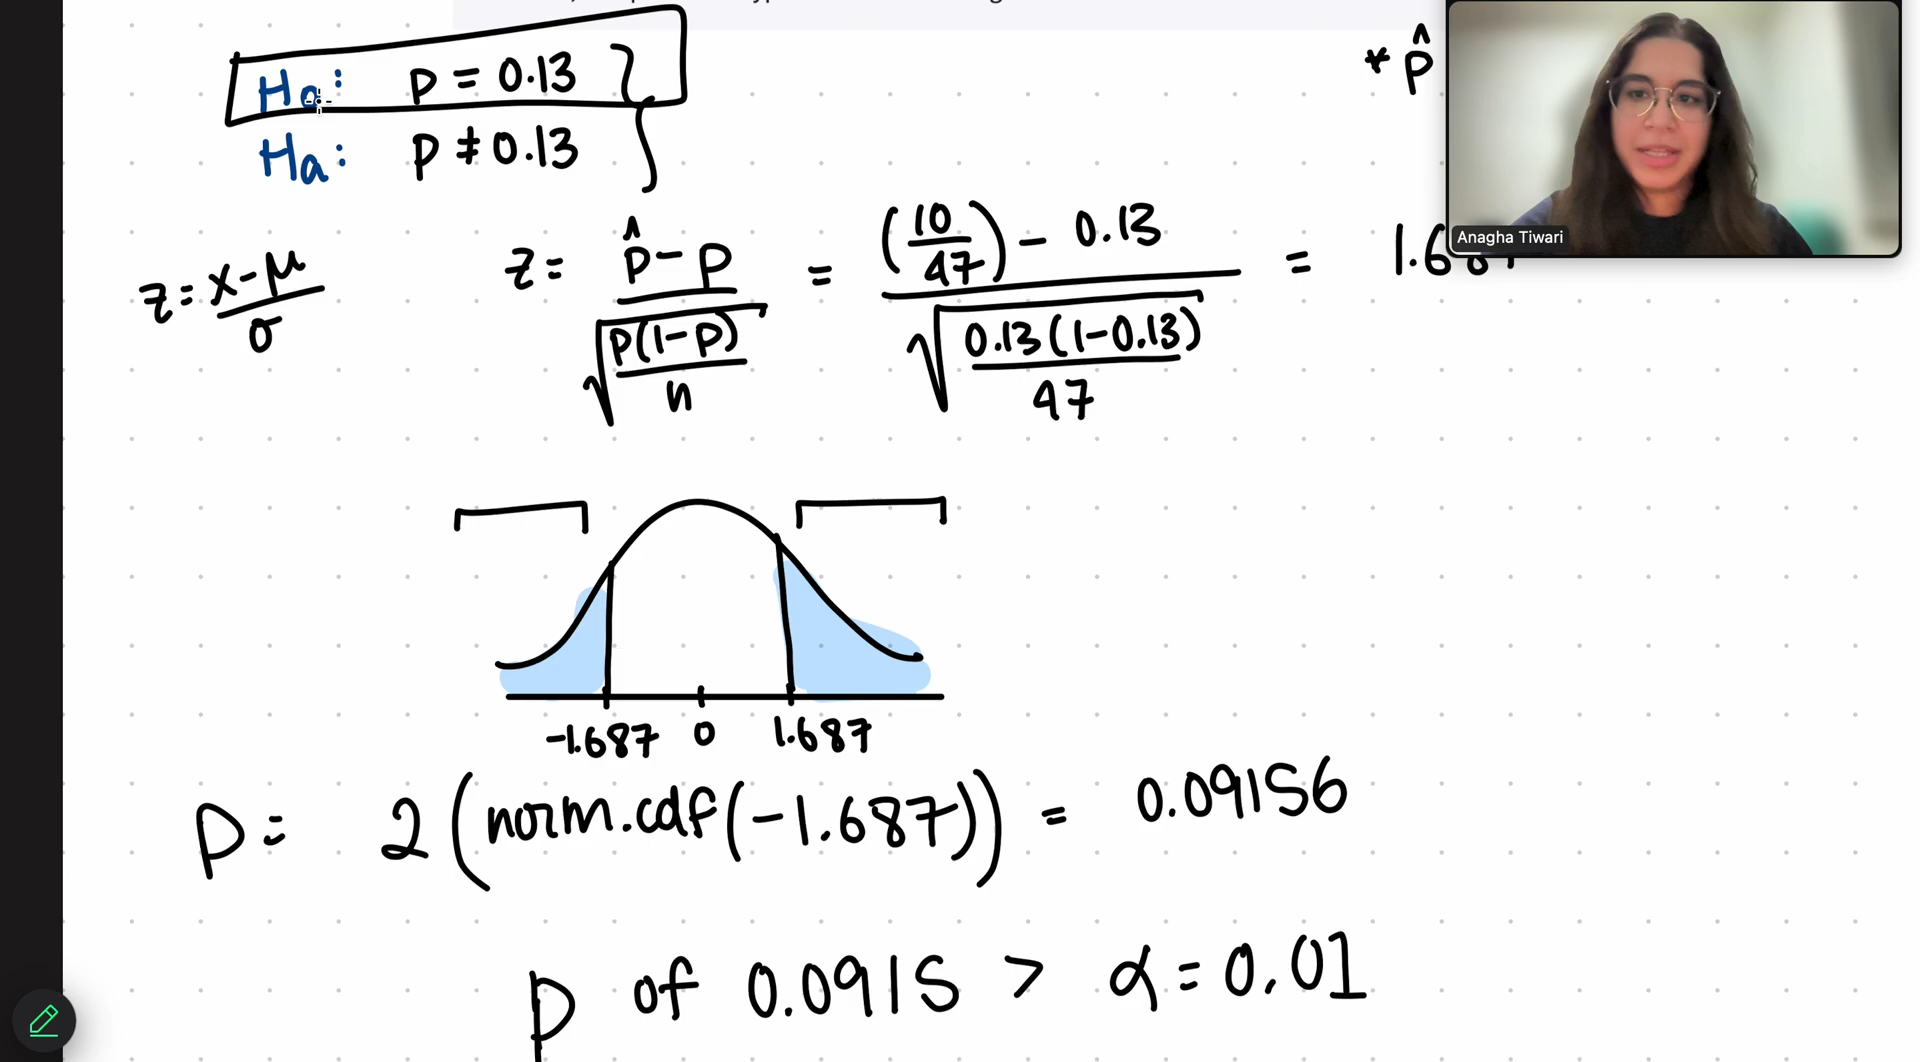 Ho: p = 0.13
* p̂
Ha: p ≠ 0.13
Anagha Tiwari
z = x-μ / σ
z = p̂ - p / √(p(1-p) / n) = (10/47) - 0.13 / √(0.13(1-0.13) / 47) = 1.687
-1.687 0 1.687
p = 2(norm.cdf(-1.687)) = 0.09156
p of 0.0915 > α = 0.01